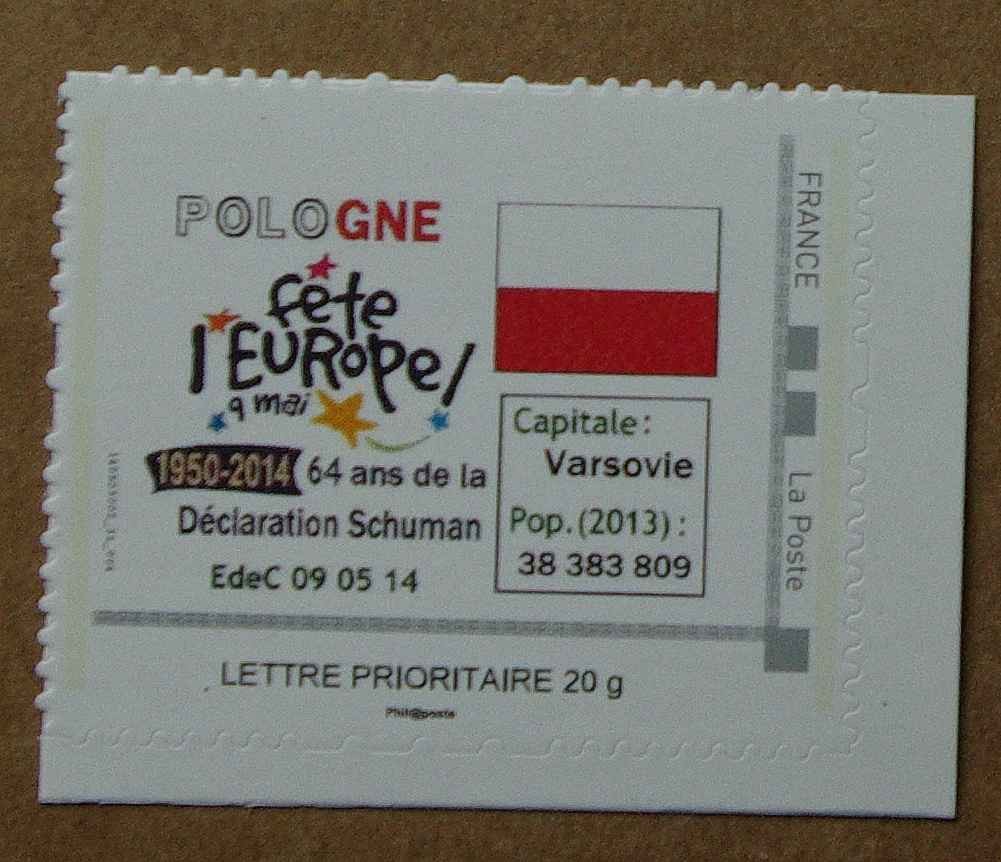 POLOGNE
fête
l'EUROPE!
9 mai
1950-2014 64 ans de la
Déclaration Schuman
EdeC 09 05 14
Capitale :
Varsovie
Pop. (2013) :
38 383 809
FRANCE
La Poste
LETTRE PRIORITAIRE 20 g
Phil@poste